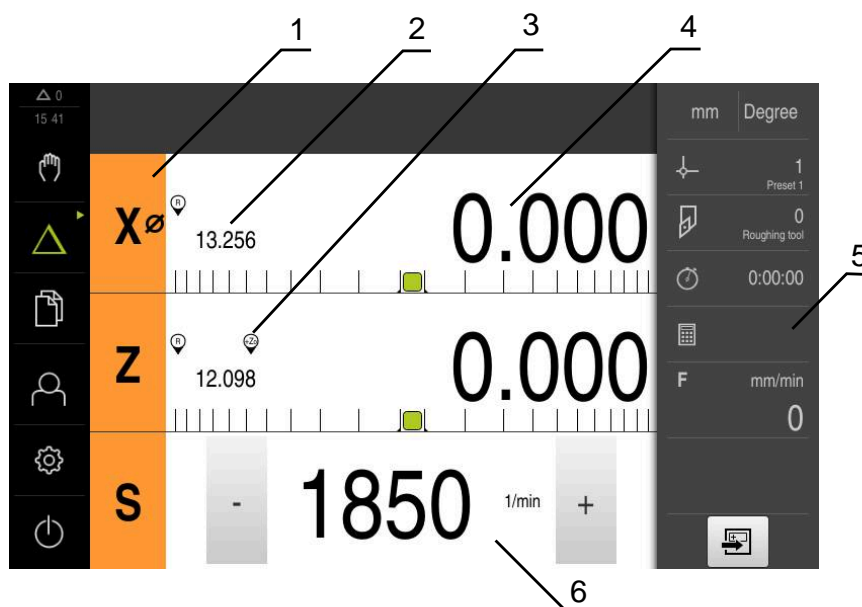 1
2
3
4
△ 0
15 41
mm
Degree
1
Preset 1
R
X⌀
13.256
0.000
0
Roughing tool
5
0:00:00
R
+Z₀
Z
12.098
0.000
F
mm/min
0
S
-
1850
1/min
+
6